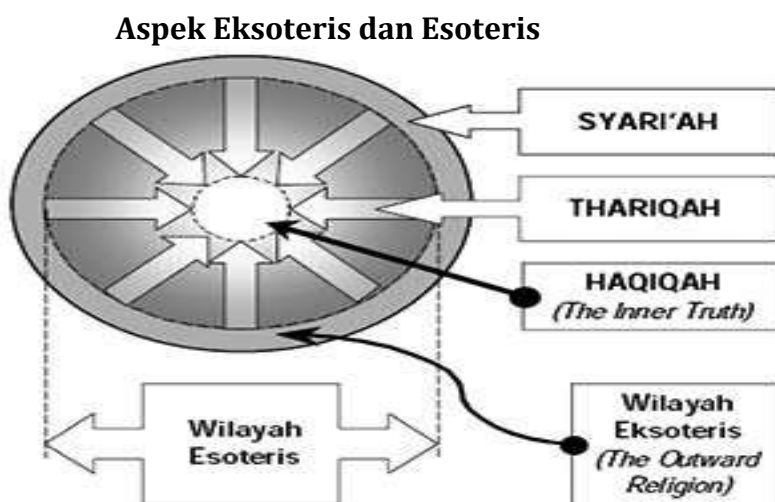 Aspek Eksoteris dan Esoteris
SYARI'AH
THARIQAH
HAQIQAH
(The Inner Truth)
Wilayah
Esoteris
Wilayah
Eksoteris
(The Outward
Religion)